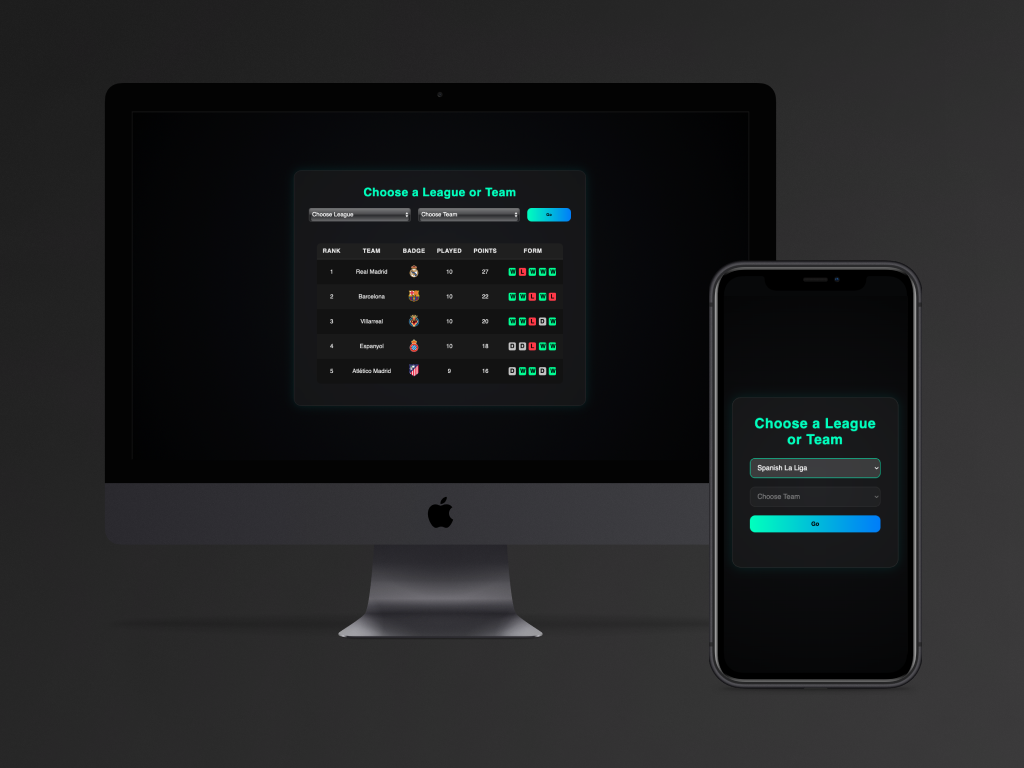 Choose a League or Team
Choose League Choose Team Go
RANK TEAM BADGE PLAYED POINTS FORM
1 Real Madrid 10 27 W L W W W
2 Barcelona 10 22 W W L W L
3 Villarreal 10 20 W W L D W
4 Espanyol 10 18 D D L W W
5 Atlético Madrid 9 16 D W W D W
Choose a League
or Team
Spanish La Liga
Choose Team
Go